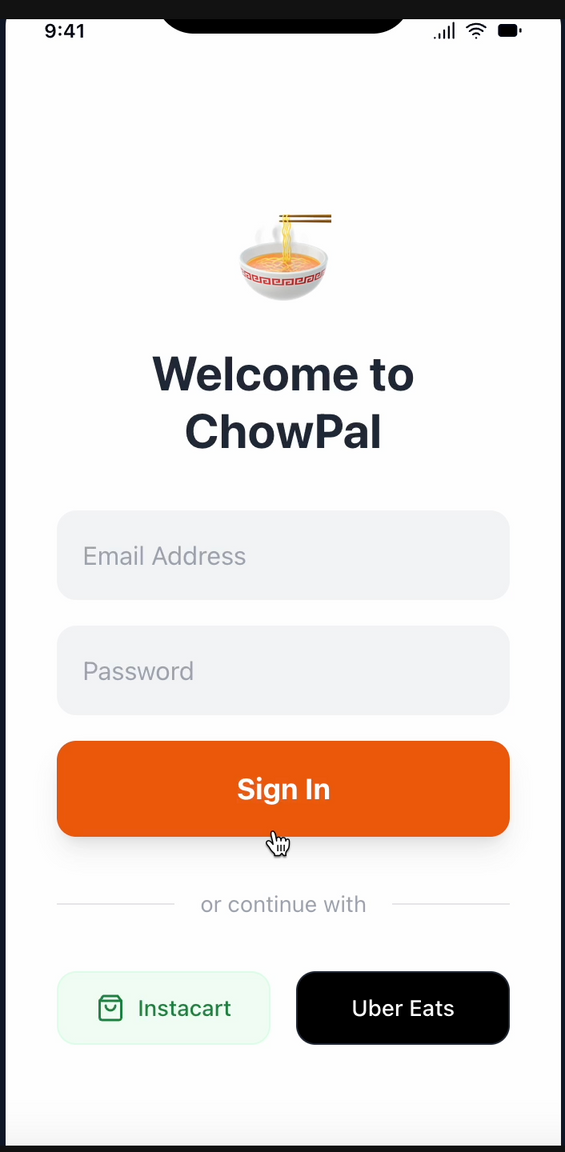 9:41
Welcome to
ChowPal
Email Address
Password
Sign In
or continue with
Instacart
Uber Eats